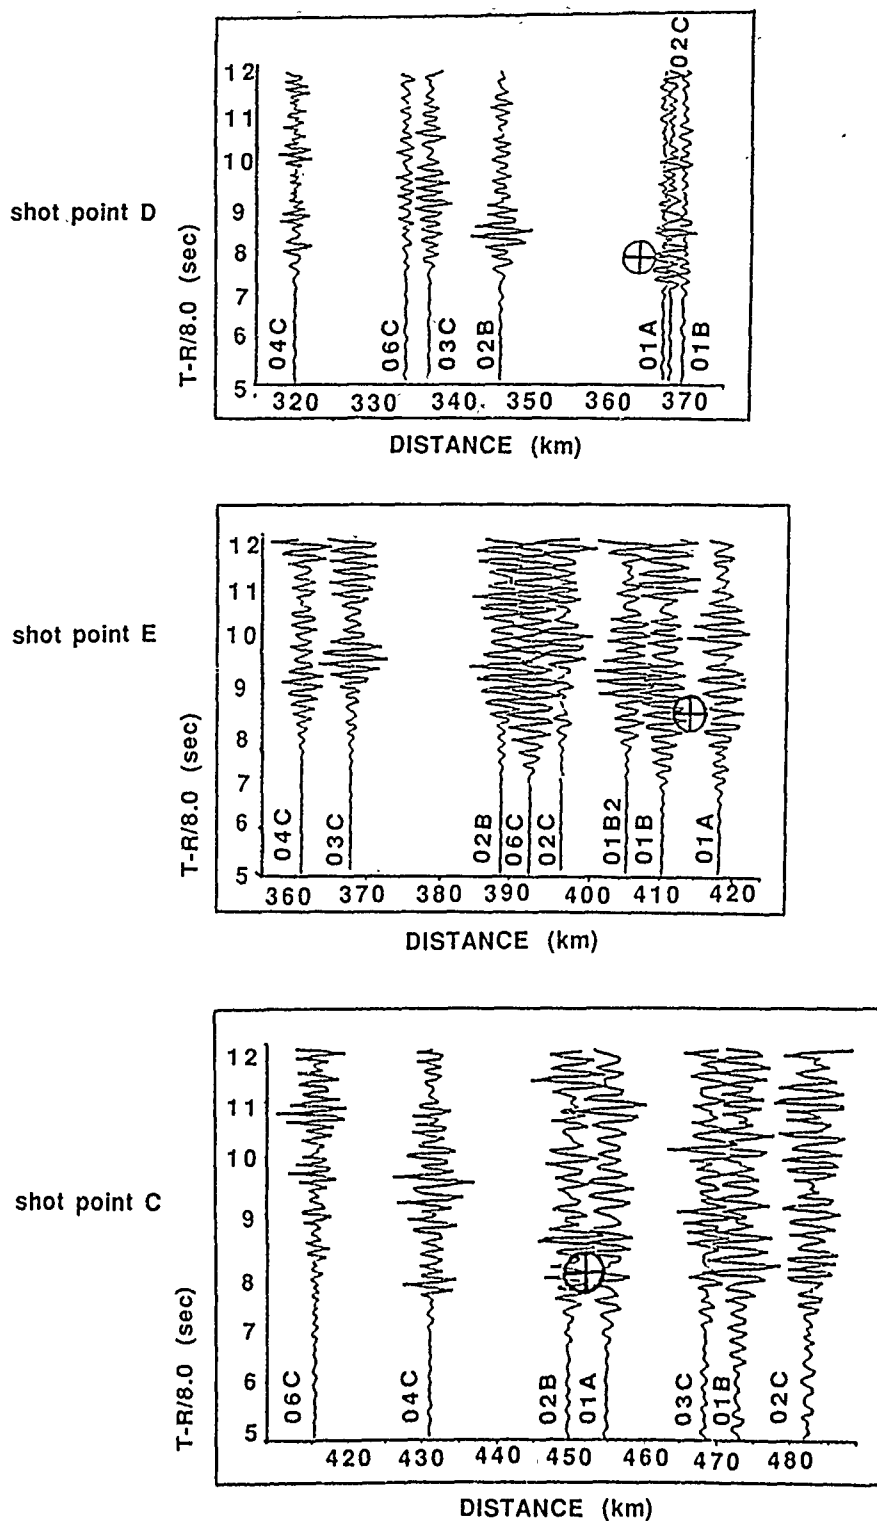 shot point D
T-R/8.0 (sec)
12
11
10
9
8
7
6
5
04C
06C
03C
02B
01A
02C
01B
320 330 340 350 360 370
DISTANCE (km)
shot point E
T-R/8.0 (sec)
12
11
10
9
8
7
6
5
04C
03C
02B
06C
02C
01B2
01B
01A
360 370 380 390 400 410 420
DISTANCE (km)
shot point C
T-R/8.0 (sec)
12
11
10
9
8
7
6
5
06C
04C
02B
01A
03C
01B
02C
420 430 440 450 460 470 480
DISTANCE (km)